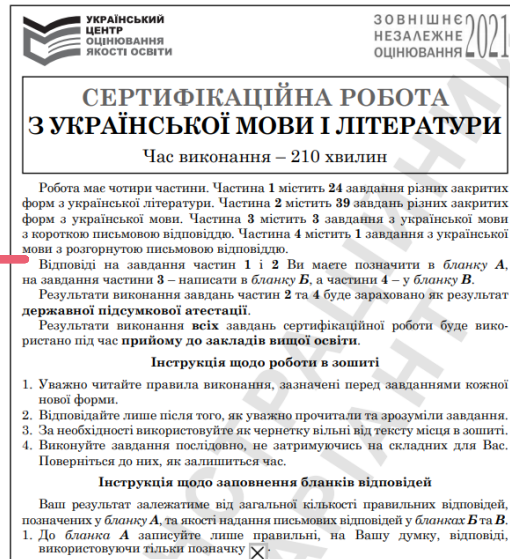 УКРАЇНСЬКИЙ
ЦЕНТР
ОЦІНЮВАННЯ
ЯКОСТІ ОСВІТИ
ЗОВНІШНЄ
НЕЗАЛЕЖНЕ
ОЦІНЮВАННЯ 2021
СЕРТИФІКАЦІЙНА РОБОТА
З УКРАЇНСЬКОЇ МОВИ І ЛІТЕРАТУРИ
Час виконання – 210 хвилин
Робота має чотири частини. Частина 1 містить 24 завдання різних закритих
форм з української літератури. Частина 2 містить 39 завдань різних закритих
форм з української мови. Частина 3 містить 3 завдання з української мови
з короткою письмовою відповіддю. Частина 4 містить 1 завдання з української
мови з розгорнутою письмовою відповіддю.
Відповіді на завдання частин 1 і 2 Ви маєте позначити в бланку А,
на завдання частини 3 – написати в бланку Б, а частини 4 – у бланку В.
Результати виконання завдань частин 2 та 4 буде зараховано як результат
державної підсумкової атестації.
Результати виконання всіх завдань сертифікаційної роботи буде вико-
ристано під час прийому до закладів вищої освіти.
Інструкція щодо роботи в зошиті
1. Уважно читайте правила виконання, зазначені перед завданнями кожної
нової форми.
2. Відповідайте лише після того, як уважно прочитали та зрозуміли завдання.
3. За необхідності використовуйте як чернетку вільні від тексту місця в зошиті.
4. Виконуйте завдання послідовно, не затримуючись на складних для Вас.
Поверніться до них, як залишиться час.
Інструкція щодо заповнення бланків відповідей
Ваш результат залежатиме від загальної кількості правильних відповідей,
позначених у бланку А, та якості надання письмових відповідей у бланках Б та В.
1. До бланка А записуйте лише правильні, на Вашу думку, відповіді,
використовуючи тільки позначку ☒.